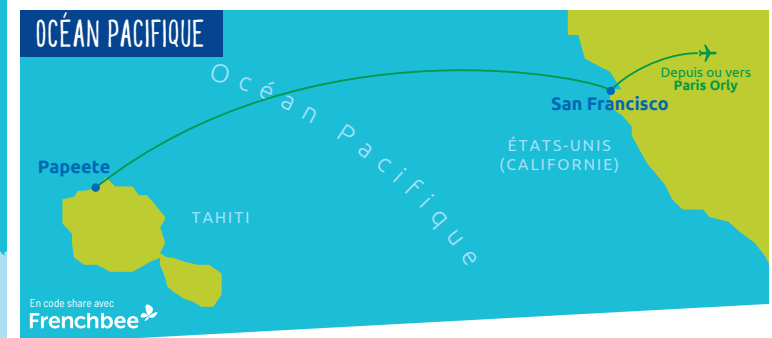 OCÉAN PACIFIQUE
Océan Pacifique
Depuis ou vers
Paris Orly
San Francisco
ÉTATS-UNIS
(CALIFORNIE)
Papeete
TAHITI
En code share avec
Frenchbee